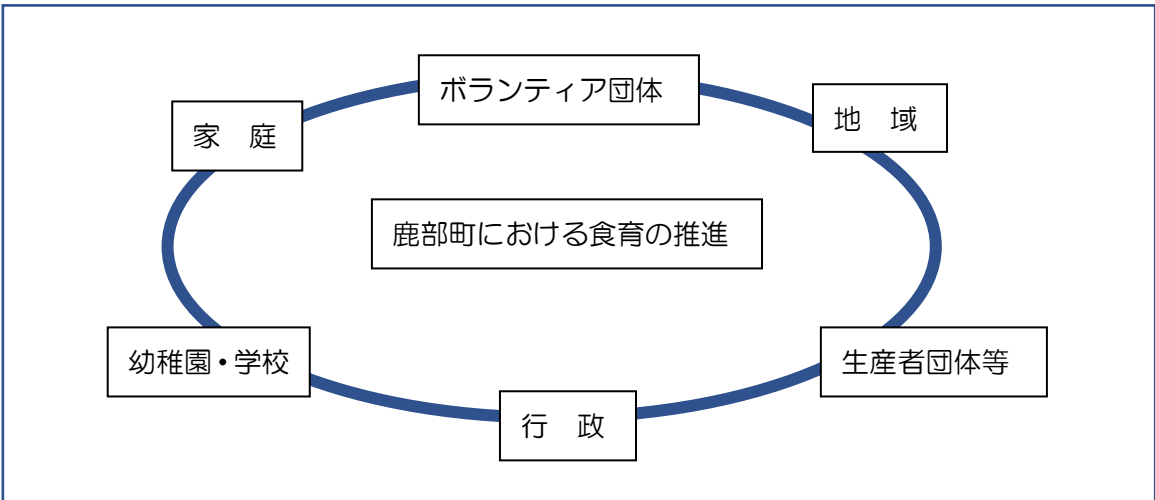 ボランティア団体
地　域
家　庭
鹿部町における食育の推進
幼稚園・学校
生産者団体等
行　政